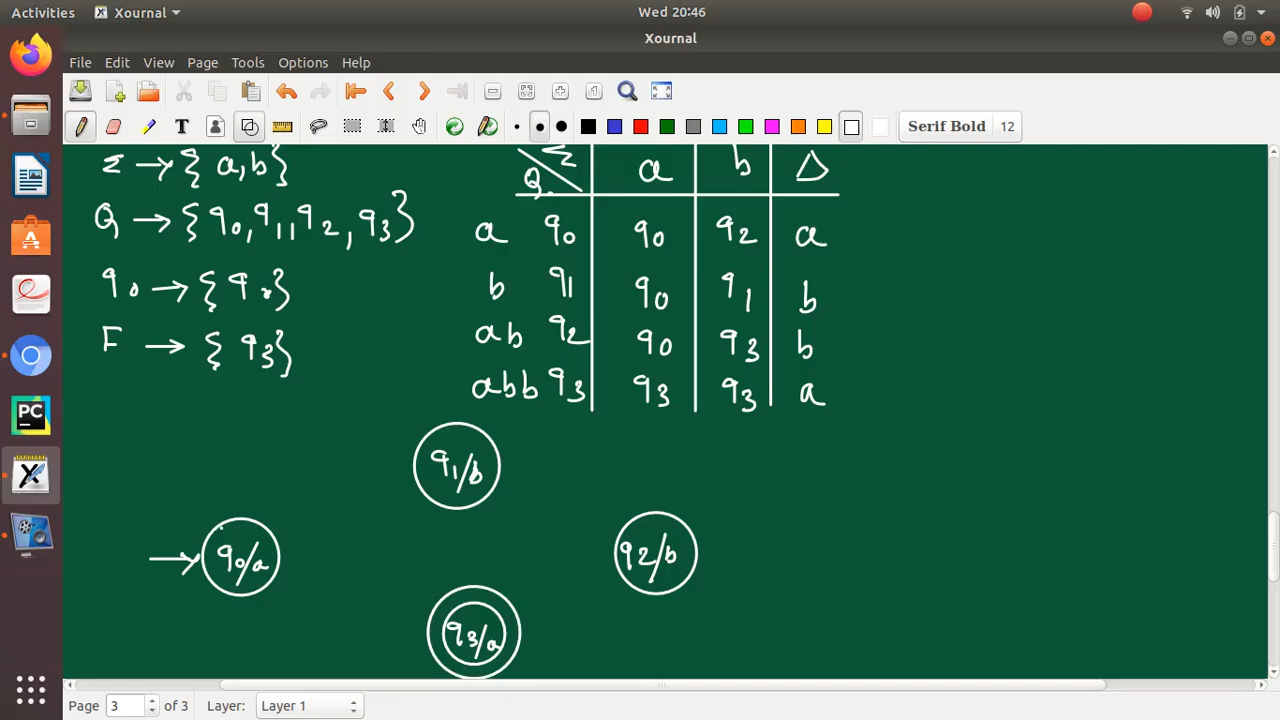 Activities
Xournal
Wed 20:46
Xournal
File Edit View Page Tools Options Help
Serif Bold 12
Σ → { a, b }
Q → { q0, q1, q2, q3 }
q0 → { q0 }
F → { q3 }
Σ
Q a b Δ
a q0 q0 q2 a
b q1 q0 q1 b
ab q2 q0 q3 b
abb q3 q3 q3 a
q1/b
q0/a
q2/b
q3/a
Page 3 of 3 Layer: Layer 1